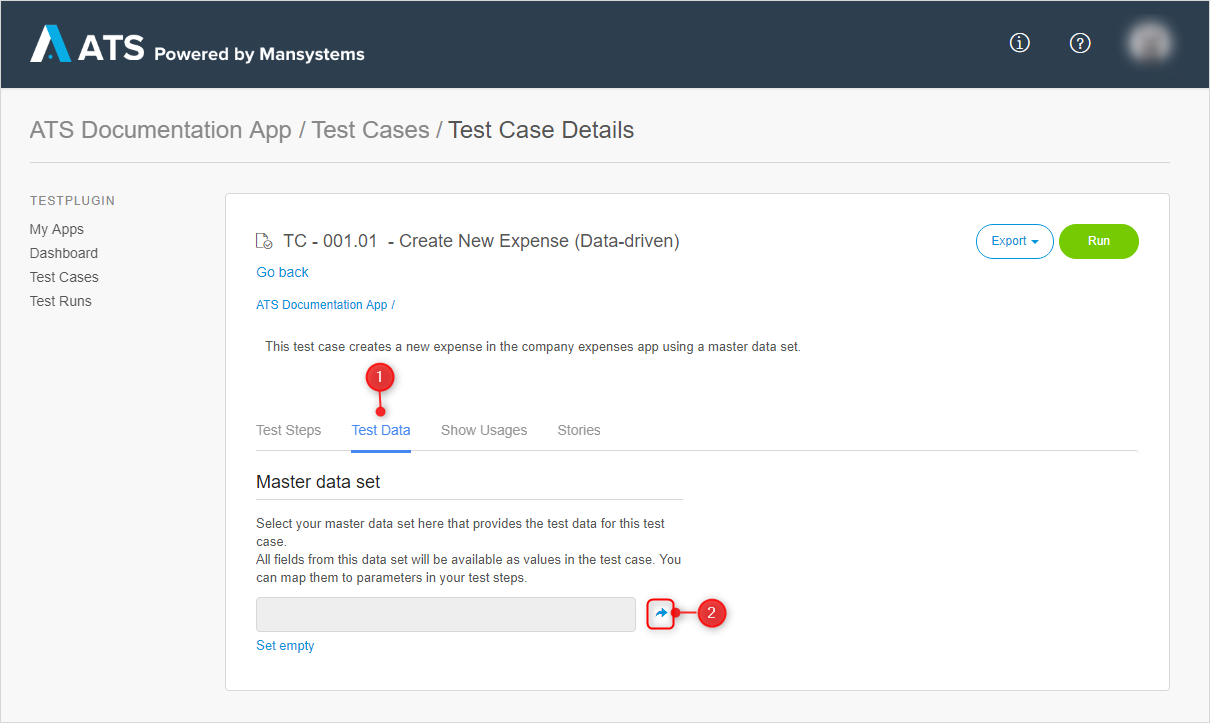 ATS Powered by Mansystems
ATS Documentation App / Test Cases / Test Case Details
TESTPLUGIN
My Apps
Dashboard
Test Cases
Test Runs
TC - 001.01 - Create New Expense (Data-driven)
Export
Run
Go back
ATS Documentation App /
This test case creates a new expense in the company expenses app using a master data set.
1
Test Steps
Test Data
Show Usages
Stories
Master data set
Select your master data set here that provides the test data for this test
case.
All fields from this data set will be available as values in the test case. You
can map them to parameters in your test steps.
2
Set empty